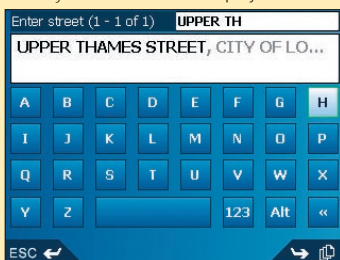 Enter street (1 - 1 of 1) UPPER TH
UPPER THAMES STREET, CITY OF LO...
A B C D E F G H
I J K L M N O P
Q R S T U V W X
Y Z 123 Alt «
ESC